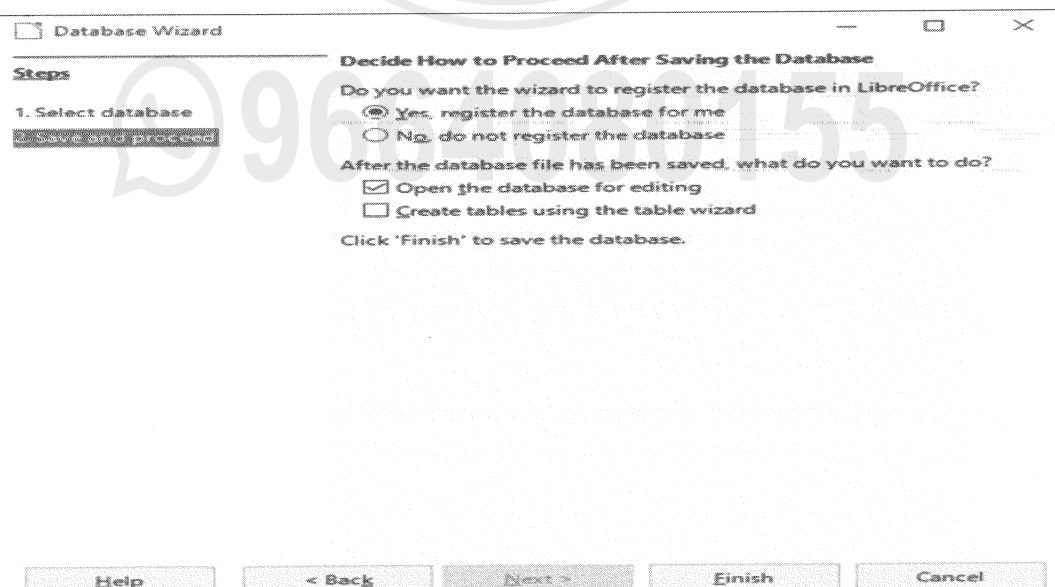 Database Wizard
Steps
1. Select database
2. Save and proceed
Decide How to Proceed After Saving the Database
Do you want the wizard to register the database in LibreOffice?
Yes, register the database for me
No, do not register the database
After the database file has been saved, what do you want to do?
Open the database for editing
Create tables using the table wizard
Click 'Finish' to save the database.
Help
< Back
Next >
Finish
Cancel